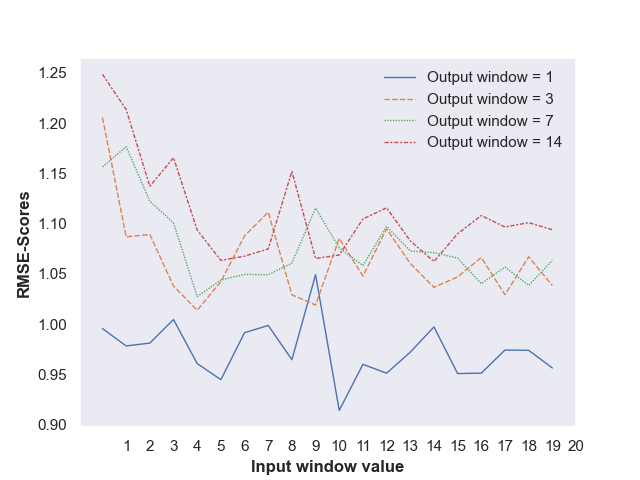 1.25
1.20
1.15
1.10
1.05
1.00
0.95
0.90
RMSE-Scores
Output window = 1
Output window = 3
Output window = 7
Output window = 14
1 2 3 4 5 6 7 8 9 10 11 12 13 14 15 16 17 18 19 20
Input window value